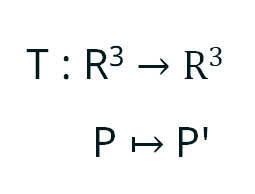 T : R³ → R³
P ↦ P'